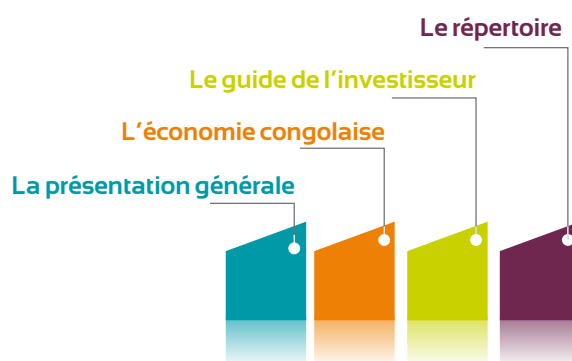 Le répertoire
Le guide de l'investisseur
L'économie congolaise
La présentation générale